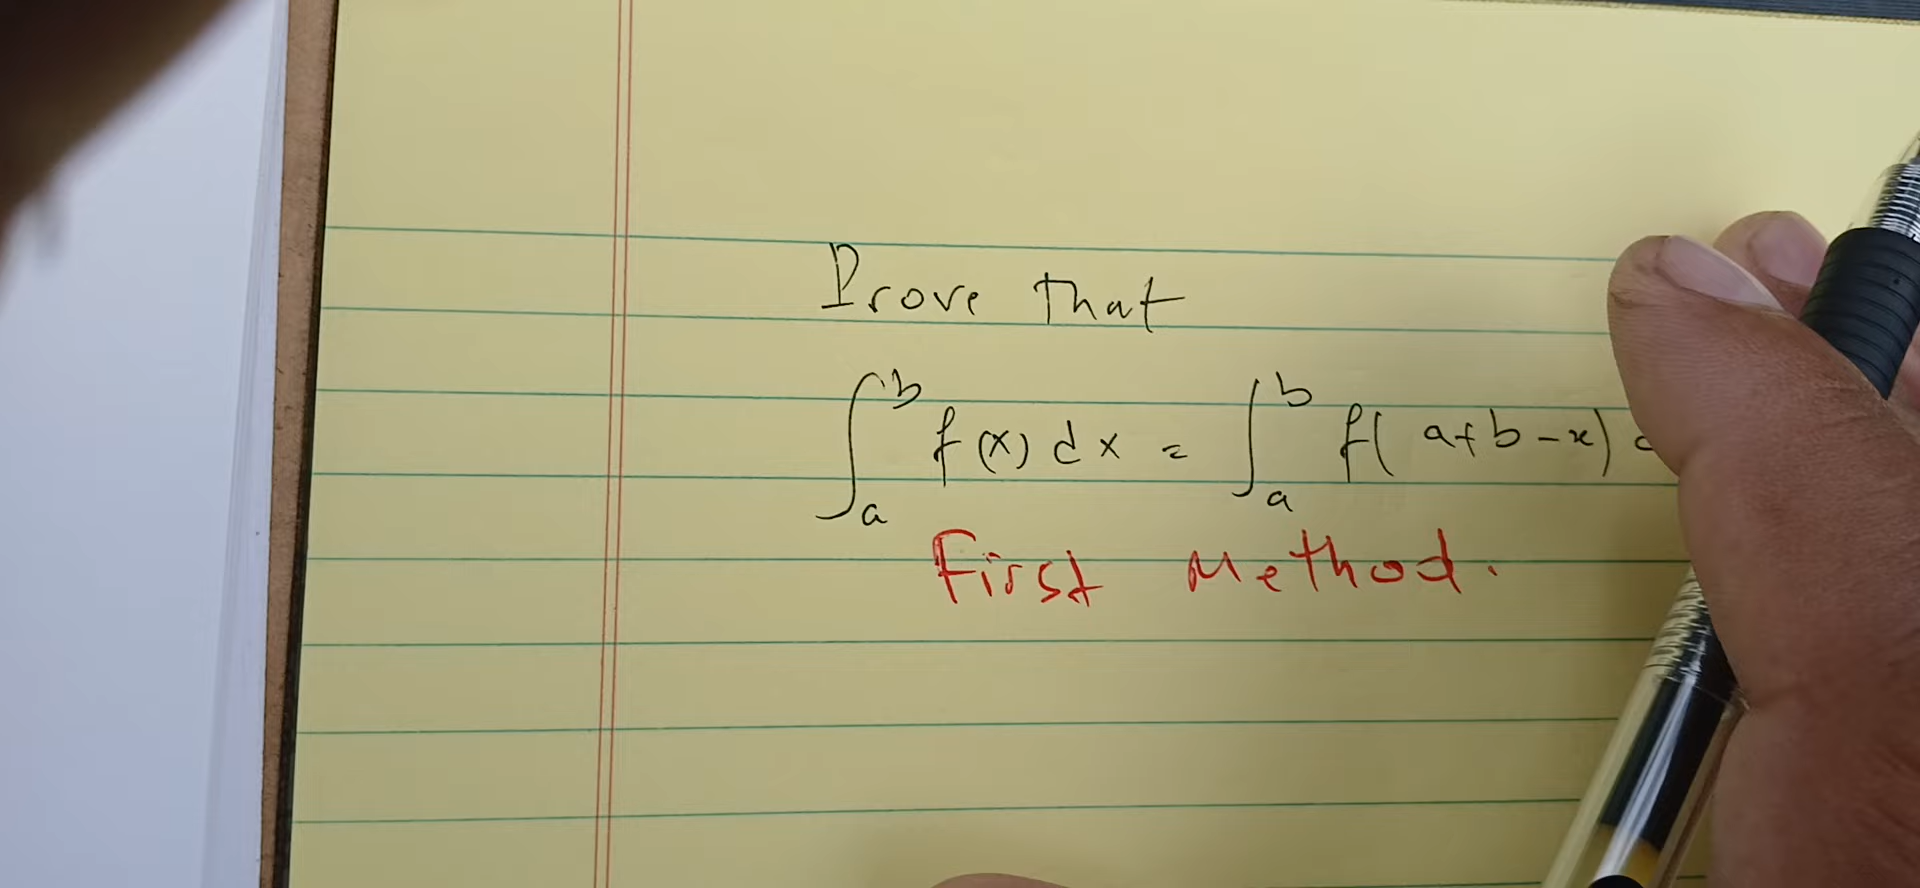 Prove that
∫_a^b f(x) dx = ∫_a^b f(a+b-x)
First Method.